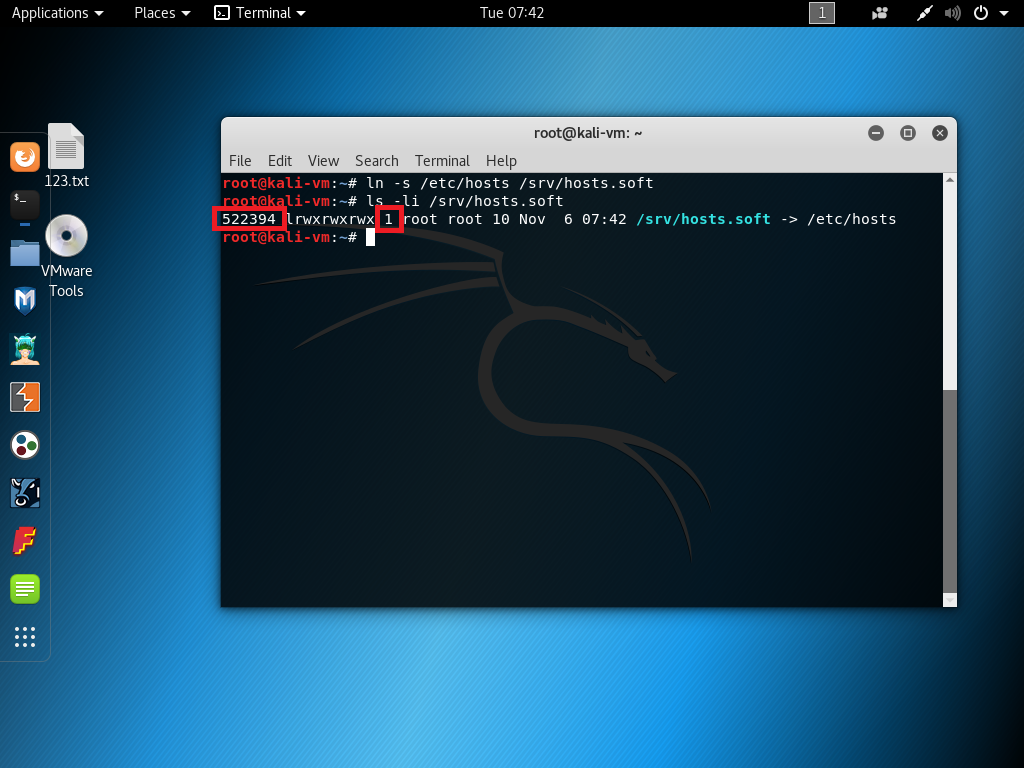 Applications Places Terminal Tue 07:42 1
root@kali-vm: ~
File Edit View Search Terminal Help
root@kali-vm:~# ln -s /etc/hosts /srv/hosts.soft
root@kali-vm:~# ls -li /srv/hosts.soft
522394 lrwxrwxrwx 1 root root 10 Nov  6 07:42 /srv/hosts.soft -> /etc/hosts
root@kali-vm:~#
123.txt
VMware
Tools